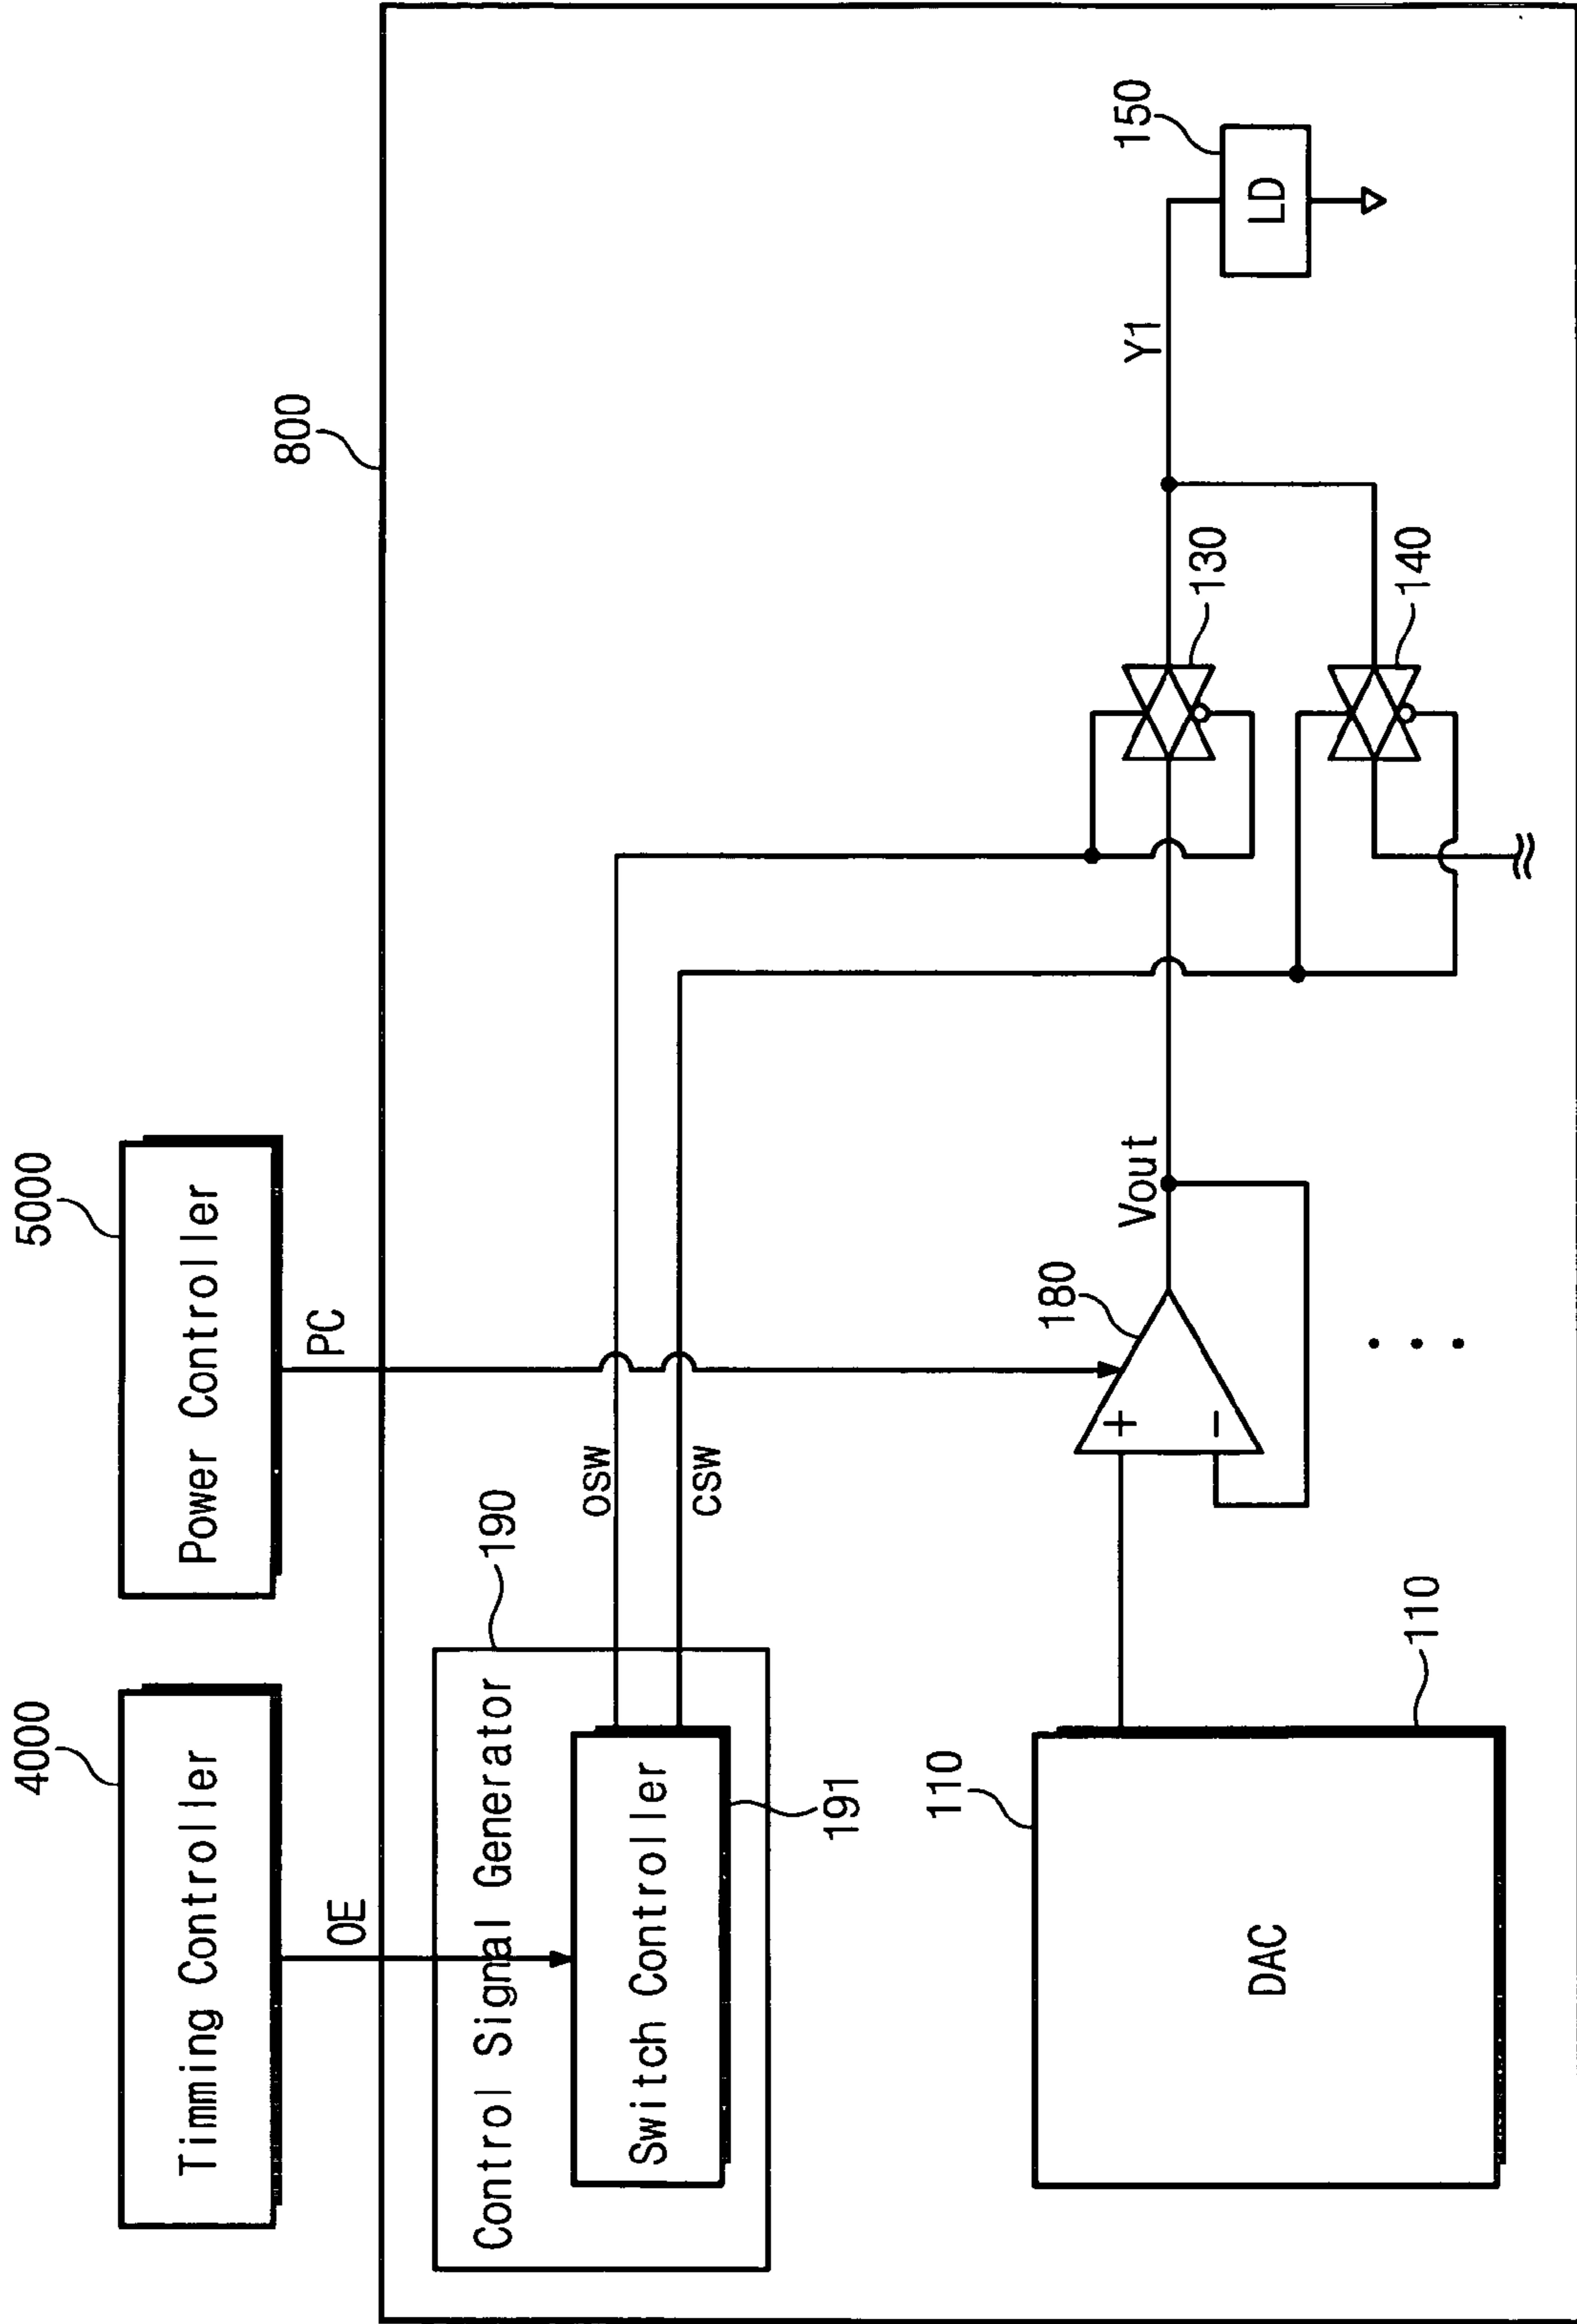 4000
5000
Timming Controller
Power Controller
OE
PC
800
190
Control Signal Generator
OSW
CSW
Switch Controller
191
110
DAC
110
180
+
-
Vout
130
140
Y1
150
LD